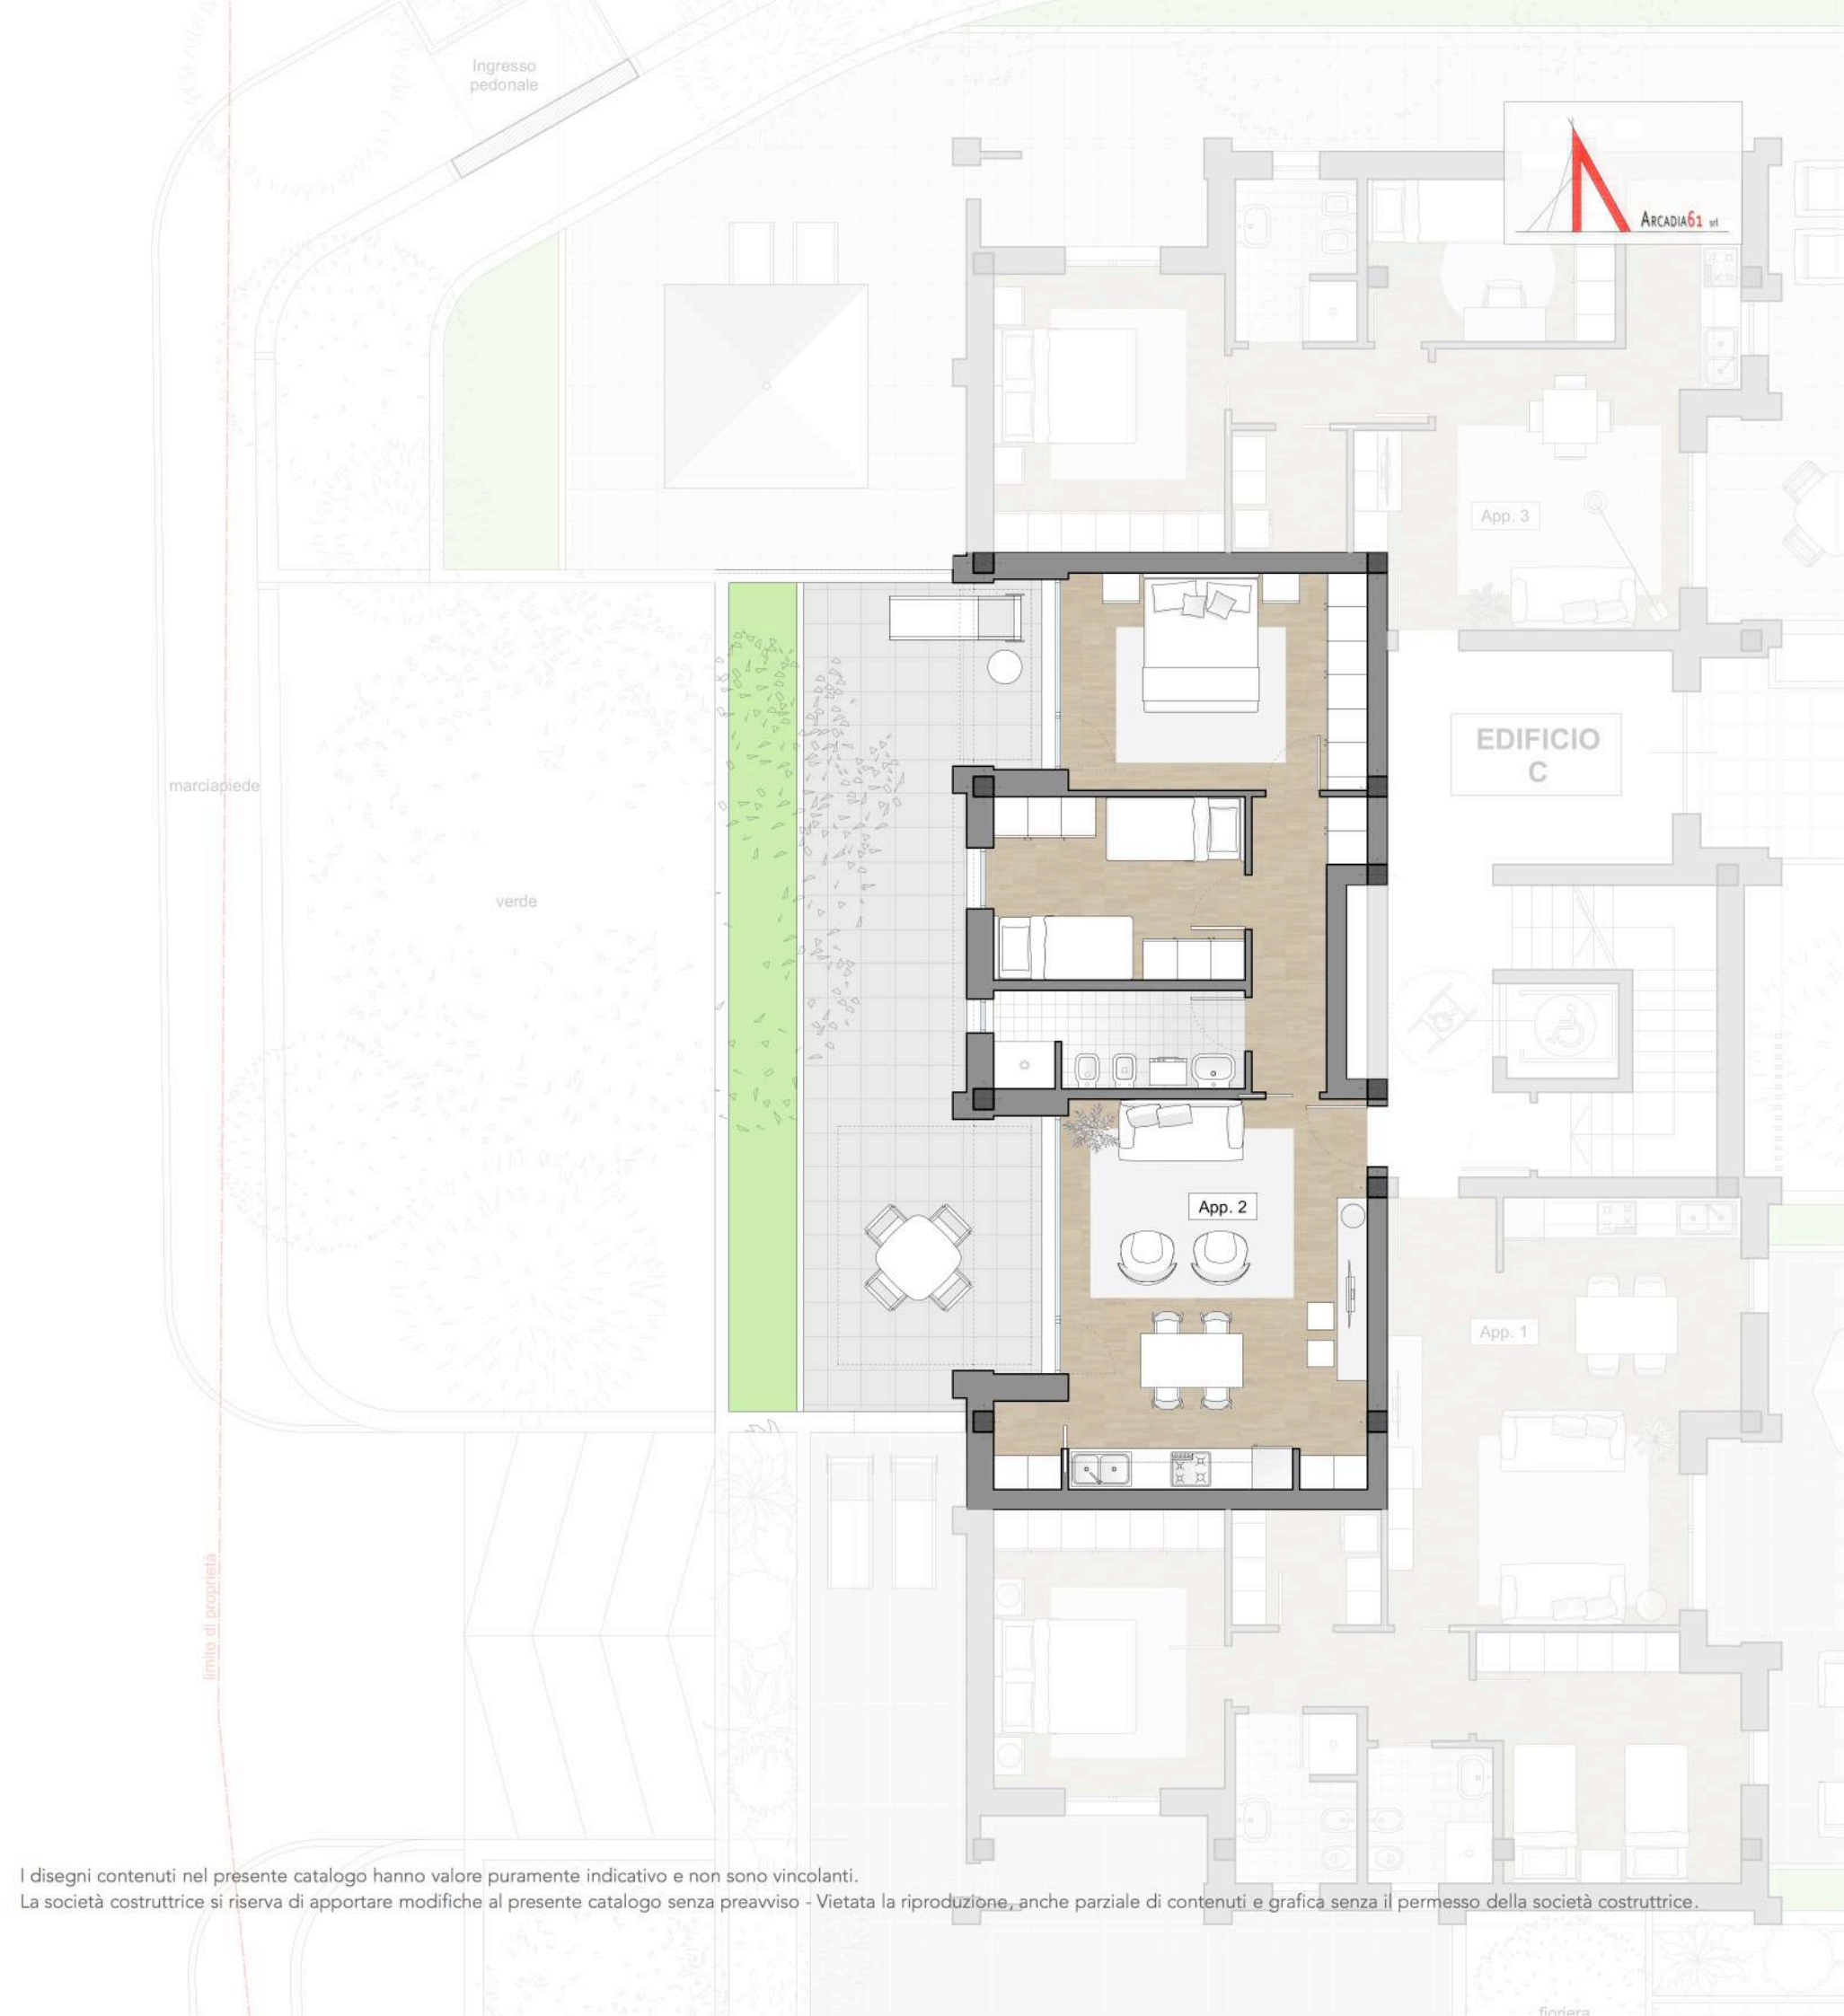 Ingresso
pedonale
ARCADIA61 srl
App. 3
EDIFICIO
C
marciapiede
verde
App. 2
App. 1
limite di proprietà
I disegni contenuti nel presente catalogo hanno valore puramente indicativo e non sono vincolanti.
La società costruttrice si riserva di apportare modifiche al presente catalogo senza preavviso - Vietata la riproduzione, anche parziale di contenuti e grafica senza il permesso della società costruttrice.
fioriera